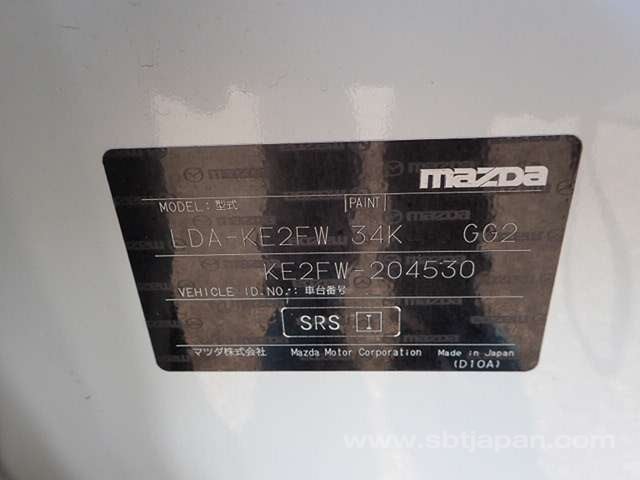 mazda
MODEL: 型式 PAINT
LDA-KE2FW 34K GG2
KE2FW-204530
VEHICLE ID.NO.: 車台番号
SRS I
マツダ株式会社 Mazda Motor Corporation Made in Japan
(D10A)
www.sbtjapan.com